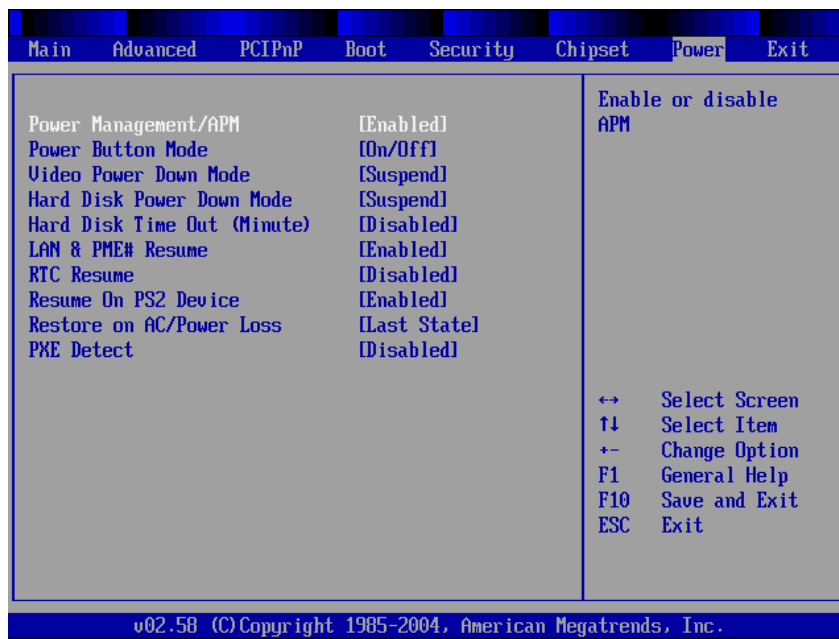 Main Advanced PCIPnP Boot Security Chipset Power Exit
Power Management/APM [Enabled]
Power Button Mode [On/Off]
Video Power Down Mode [Suspend]
Hard Disk Power Down Mode [Suspend]
Hard Disk Time Out (Minute) [Disabled]
LAN & PME# Resume [Enabled]
RTC Resume [Disabled]
Resume On PS2 Device [Enabled]
Restore on AC/Power Loss [Last State]
PXE Detect [Disabled]
Enable or disable
APM
↔ Select Screen
↑↓ Select Item
+- Change Option
F1 General Help
F10 Save and Exit
ESC Exit
v02.58 (C)Copyright 1985-2004, American Megatrends, Inc.